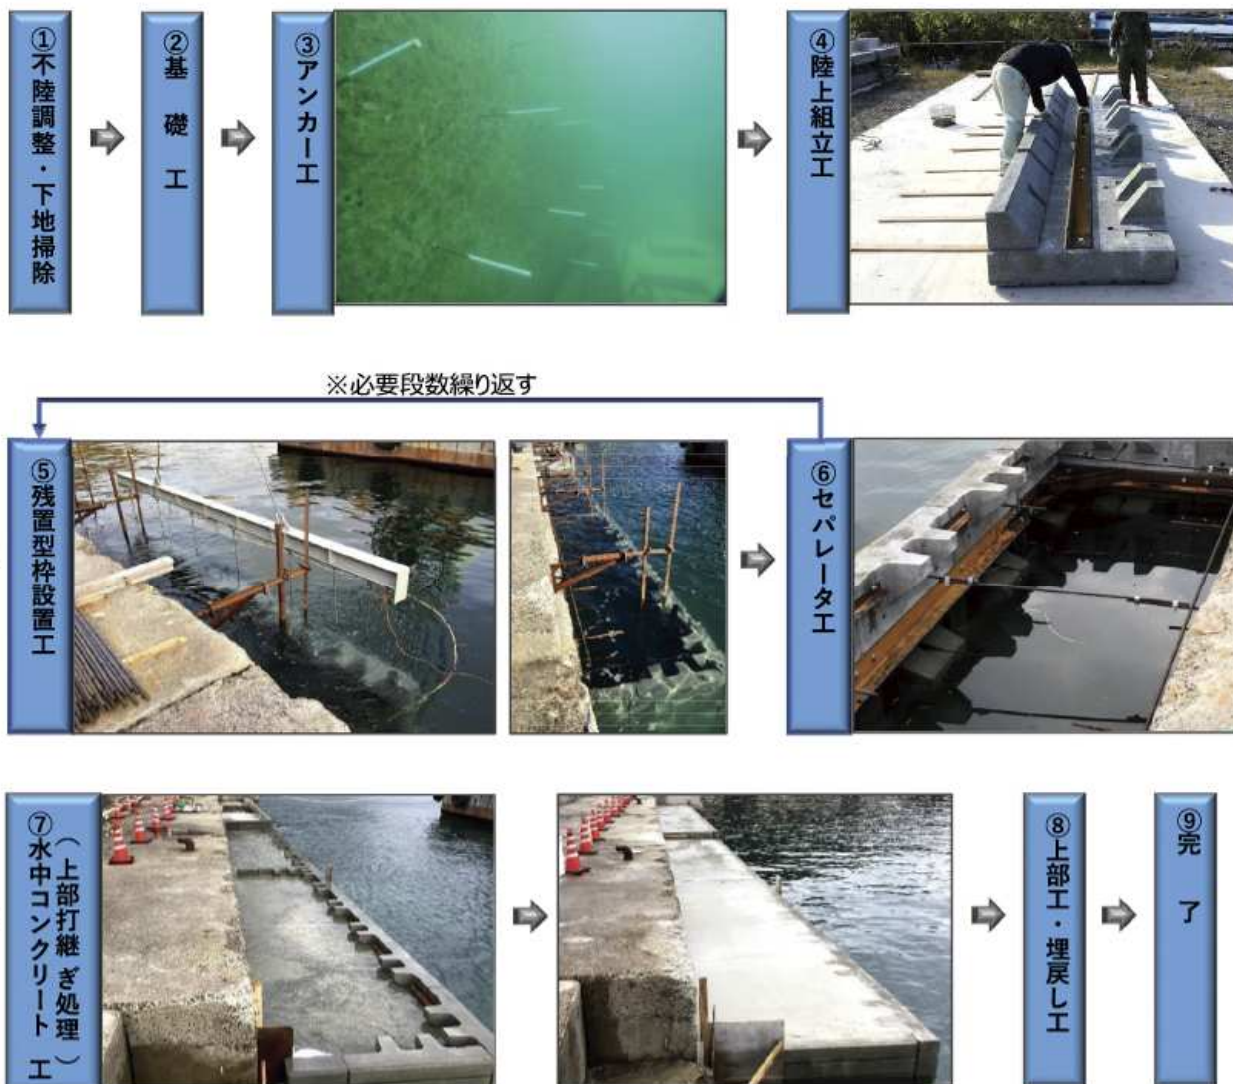 ①不陸調整・下地掃除
②基礎工
③アンカー工
④陸上組立工
※必要段数繰り返す
⑤残置型枠設置工
⑥セパレータ工
⑦水中コンクリート工
（上部打継ぎ処理）
⑧上部工・埋戻し工
⑨完了